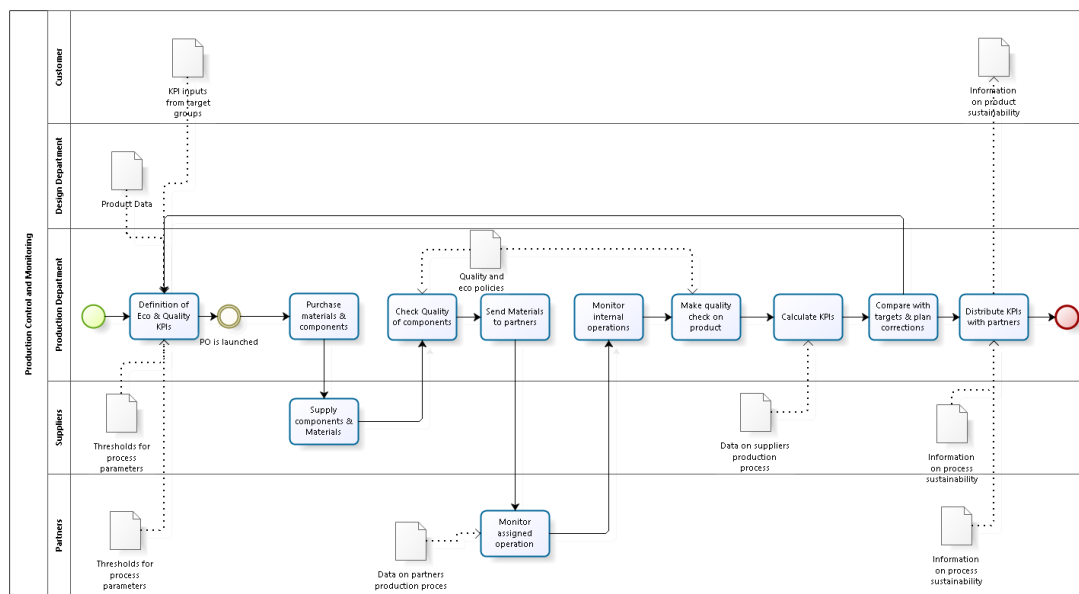 Production Control and Monitoring
Customer
KPI inputs
from target
groups
Information
on product
sustainability
Design Department
Product Data
Production Department
Quality and
eco policies
Definition of
Eco & Quality
KPIs
PO is launched
Purchase
materials &
components
Check Quality
of components
Send Materials
to partners
Monitor
internal
operations
Make quality
check on
product
Calculate KPIs
Compare with
targets & plan
corrections
Distribute KPIs
with partners
Suppliers
Thresholds for
process
parameters
Supply
components &
Materials
Data on suppliers
production
process
Information
on process
sustainability
Partners
Thresholds for
process
parameters
Data on partners
production proces
Monitor
assigned
operation
Information
on process
sustainability